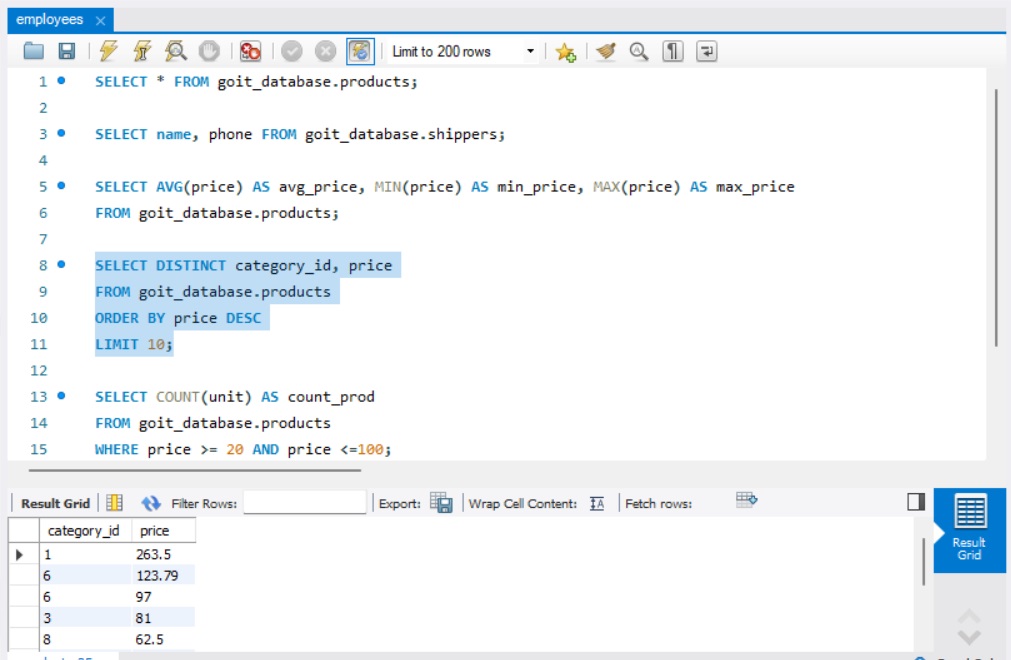 employees
Limit to 200 rows
1 SELECT * FROM goit_database.products;
2
3 SELECT name, phone FROM goit_database.shippers;
4
5 SELECT AVG(price) AS avg_price, MIN(price) AS min_price, MAX(price) AS max_price
6 FROM goit_database.products;
7
8 SELECT DISTINCT category_id, price
9 FROM goit_database.products
10 ORDER BY price DESC
11 LIMIT 10;
12
13 SELECT COUNT(unit) AS count_prod
14 FROM goit_database.products
15 WHERE price >= 20 AND price <=100;
Result Grid Filter Rows: Export: Wrap Cell Content: Fetch rows:
category_id price
1 263.5
6 123.79
6 97
3 81
8 62.5
Result
Grid